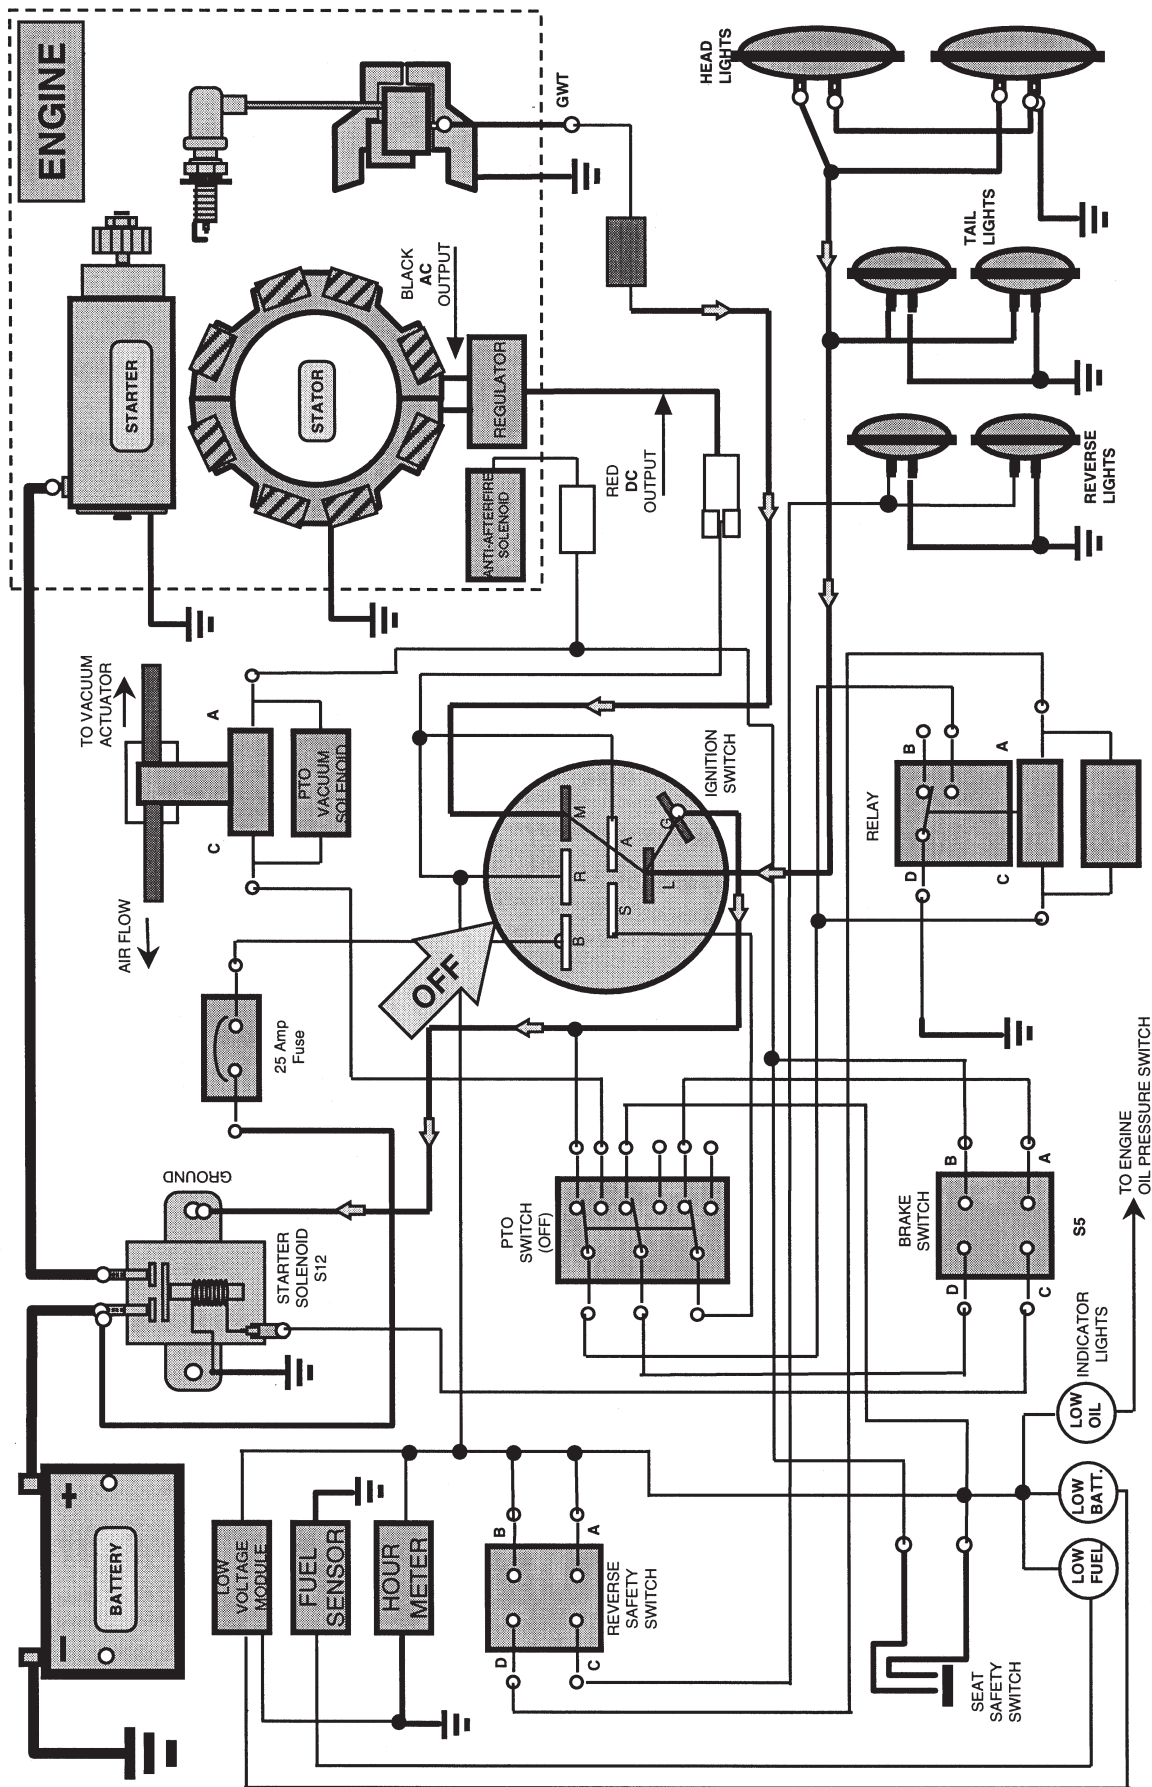 ENGINE
STARTER
STATOR
BLACK
AC
OUTPUT
REGULATOR
ANTI-AFTERFIRE
SOLENOID
RED
DC
OUTPUT
GWT
HEAD
LIGHTS
TAIL
LIGHTS
REVERSE
LIGHTS
TO VACUUM
ACTUATOR
A
C
PTO
VACUUM
SOLENOID
AIR FLOW
25 Amp
Fuse
OFF
IGNITION
SWITCH
M
A
G
R
L
S
B
RELAY
B
A
D
C
GROUND
STARTER
SOLENOID
S12
PTO
SWITCH
(OFF)
BRAKE
SWITCH
B
A
D
C
S5
TO ENGINE
OIL PRESSURE SWITCH
INDICATOR
LIGHTS
LOW
OIL
LOW
BATT.
LOW
FUEL
BATTERY
+
–
LOW
VOLTAGE
MODULE
FUEL
SENSOR
HOUR
METER
B
A
D
C
REVERSE
SAFETY
SWITCH
SEAT
SAFETY
SWITCH